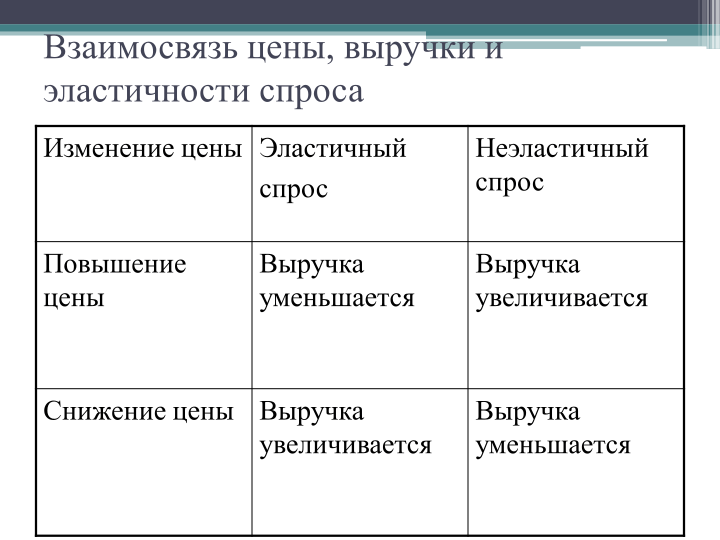 Взаимосвязь цены, выручки и
эластичности спроса
Изменение цены
Эластичный
спрос
Неэластичный
спрос
Повышение
цены
Выручка
уменьшается
Выручка
увеличивается
Снижение цены
Выручка
увеличивается
Выручка
уменьшается